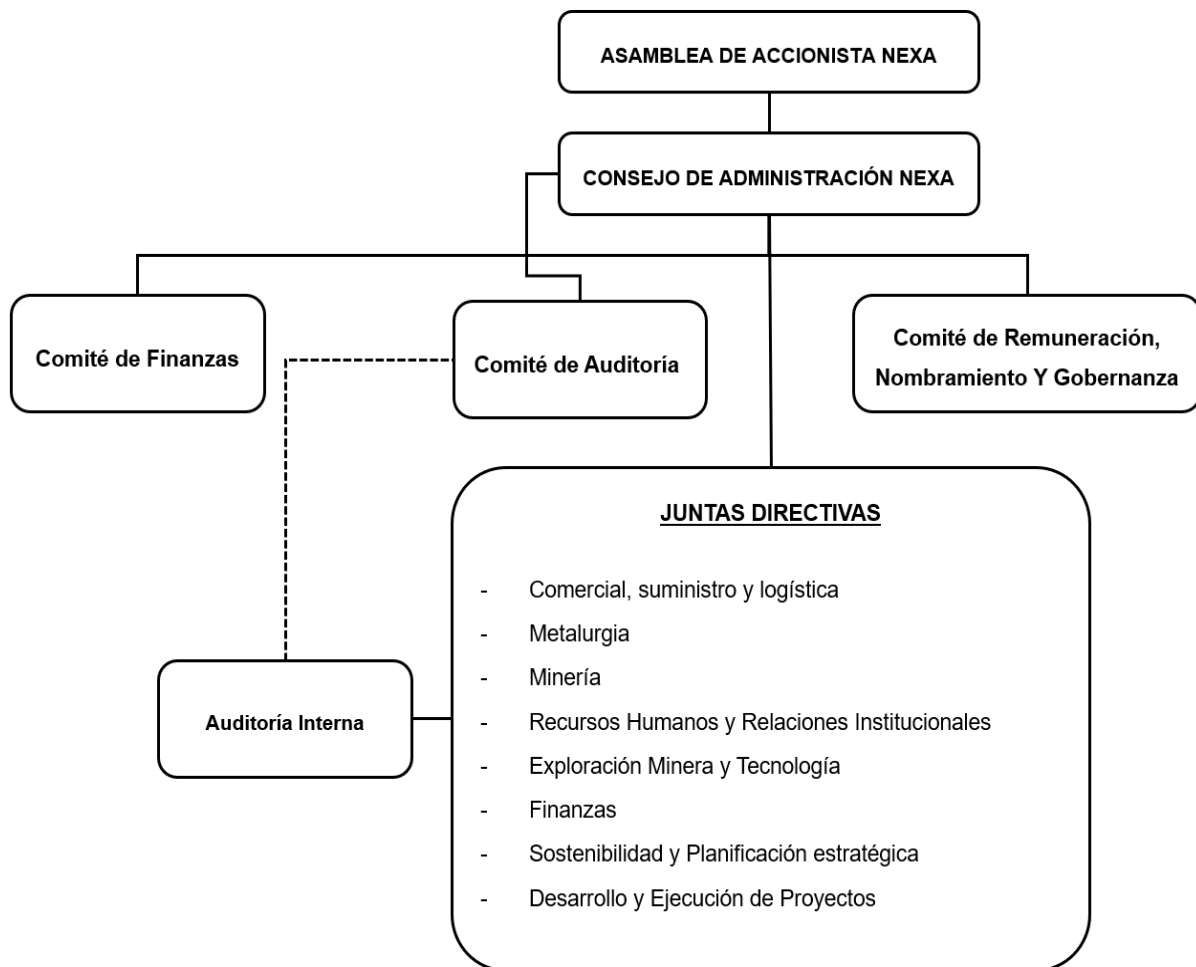 ASAMBLEA DE ACCIONISTA NEXA
CONSEJO DE ADMINISTRACIÓN NEXA
Comité de Finanzas
Comité de Auditoría
Comité de Remuneración,
Nombramiento Y Gobernanza
JUNTAS DIRECTIVAS
- Comercial, suministro y logística
- Metalurgia
- Minería
- Recursos Humanos y Relaciones Institucionales
- Exploración Minera y Tecnología
- Finanzas
- Sostenibilidad y Planificación estratégica
- Desarrollo y Ejecución de Proyectos
Auditoría Interna